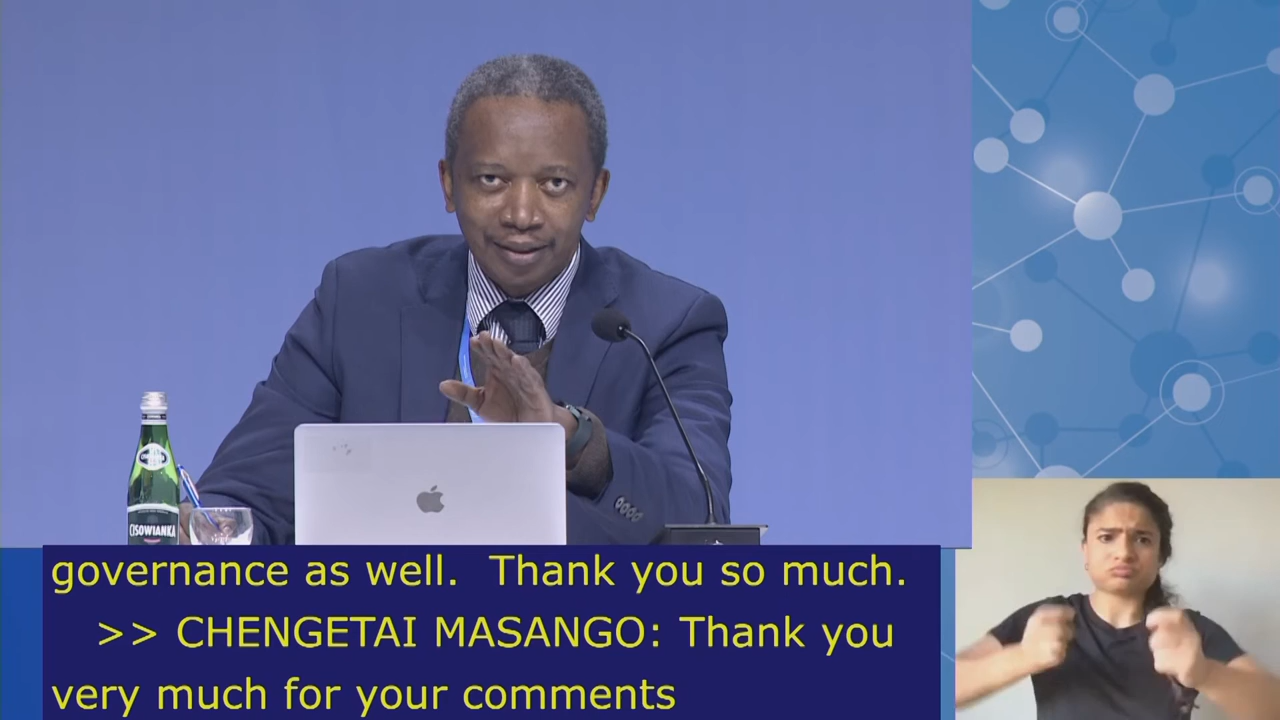 CISOWIANKA
governance as well.  Thank you so much.
>> CHENGETAI MASANGO: Thank you
very much for your comments